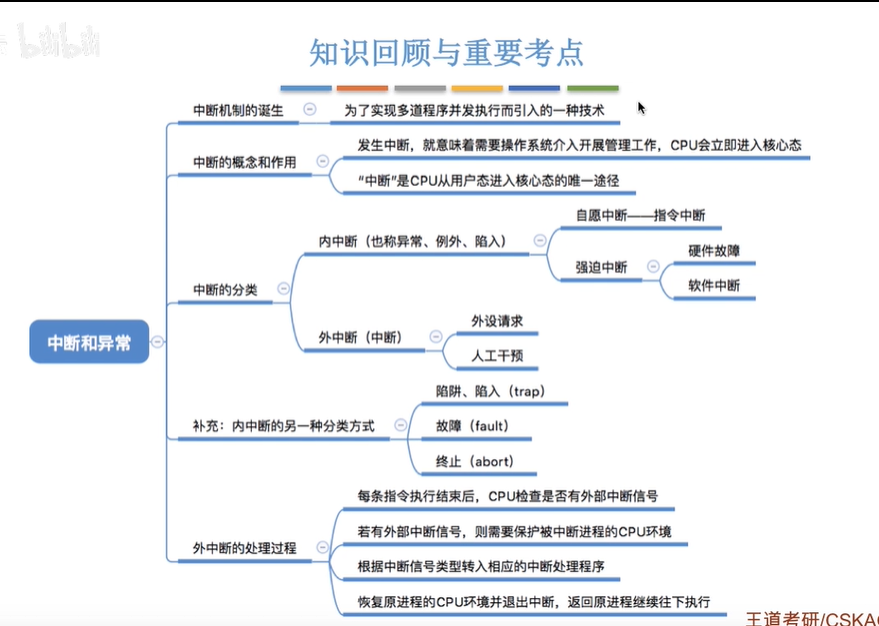 bilibili
知识回顾与重要考点
中断机制的诞生
为了实现多道程序并发执行而引入的一种技术
中断的概念和作用
发生中断，就意味着需要操作系统介入开展管理工作，CPU会立即进入核心态
“中断”是CPU从用户态进入核心态的唯一途径
中断和异常
中断的分类
内中断（也称异常、例外、陷入）
自愿中断——指令中断
强迫中断
硬件故障
软件中断
外中断（中断）
外设请求
人工干预
补充：内中断的另一种分类方式
陷阱、陷入（trap）
故障（fault）
终止（abort）
外中断的处理过程
每条指令执行结束后，CPU检查是否有外部中断信号
若有外部中断信号，则需要保护被中断进程的CPU环境
根据中断信号类型转入相应的中断处理程序
恢复原进程的CPU环境并退出中断，返回原进程继续往下执行
王道考研/CSKAO